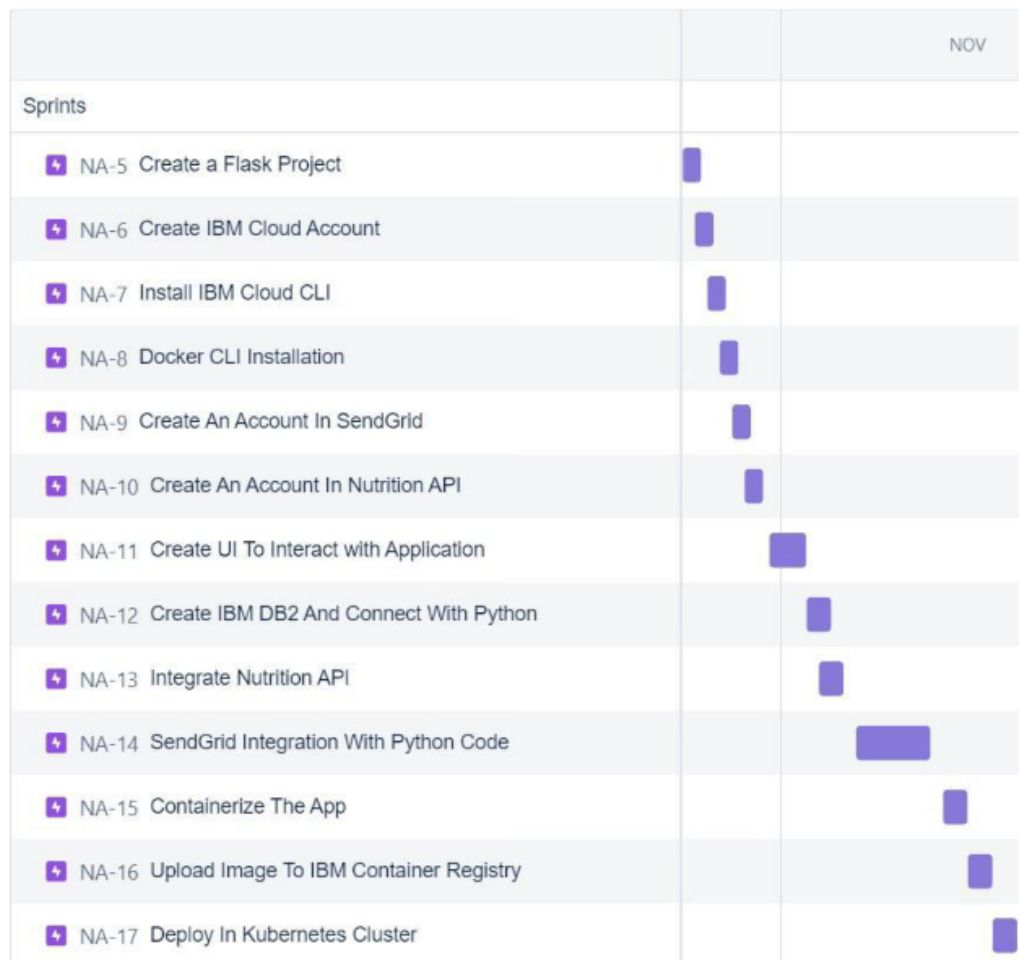 NOV
Sprints
NA-5 Create a Flask Project
NA-6 Create IBM Cloud Account
NA-7 Install IBM Cloud CLI
NA-8 Docker CLI Installation
NA-9 Create An Account In SendGrid
NA-10 Create An Account In Nutrition API
NA-11 Create UI To Interact with Application
NA-12 Create IBM DB2 And Connect With Python
NA-13 Integrate Nutrition API
NA-14 SendGrid Integration With Python Code
NA-15 Containerize The App
NA-16 Upload Image To IBM Container Registry
NA-17 Deploy In Kubernetes Cluster